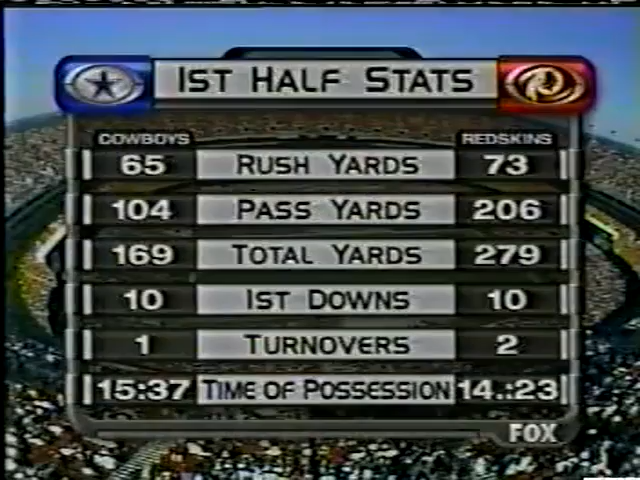 1ST HALF STATS
COWBOYS REDSKINS
65 RUSH YARDS 73
104 PASS YARDS 206
169 TOTAL YARDS 279
10 1ST DOWNS 10
1 TURNOVERS 2
15:37 TIME OF POSSESSION 14.:23
FOX